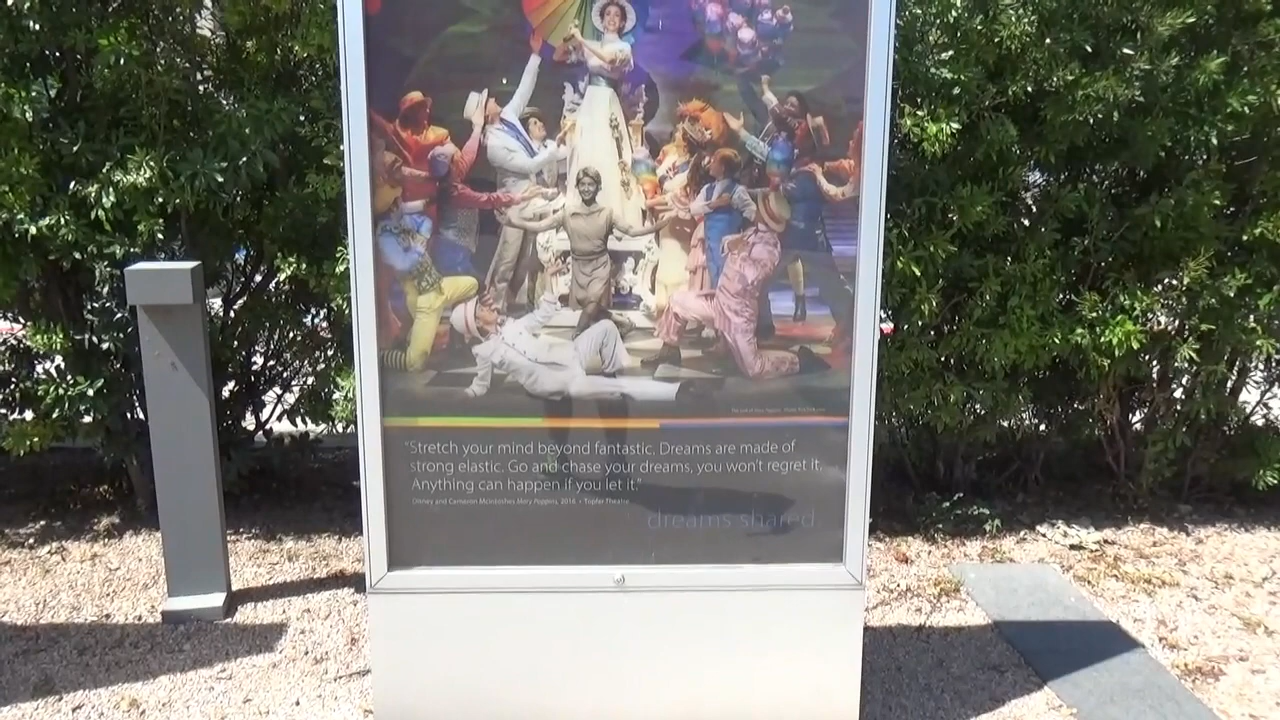 "Stretch your mind beyond fantastic. Dreams are made of
strong elastic. Go and chase your dreams, you won't regret it.
Anything can happen if you let it."
Disney and Cameron McIntoshes Mary Poppins, 2016 • Topfer Theatre
dreams shared